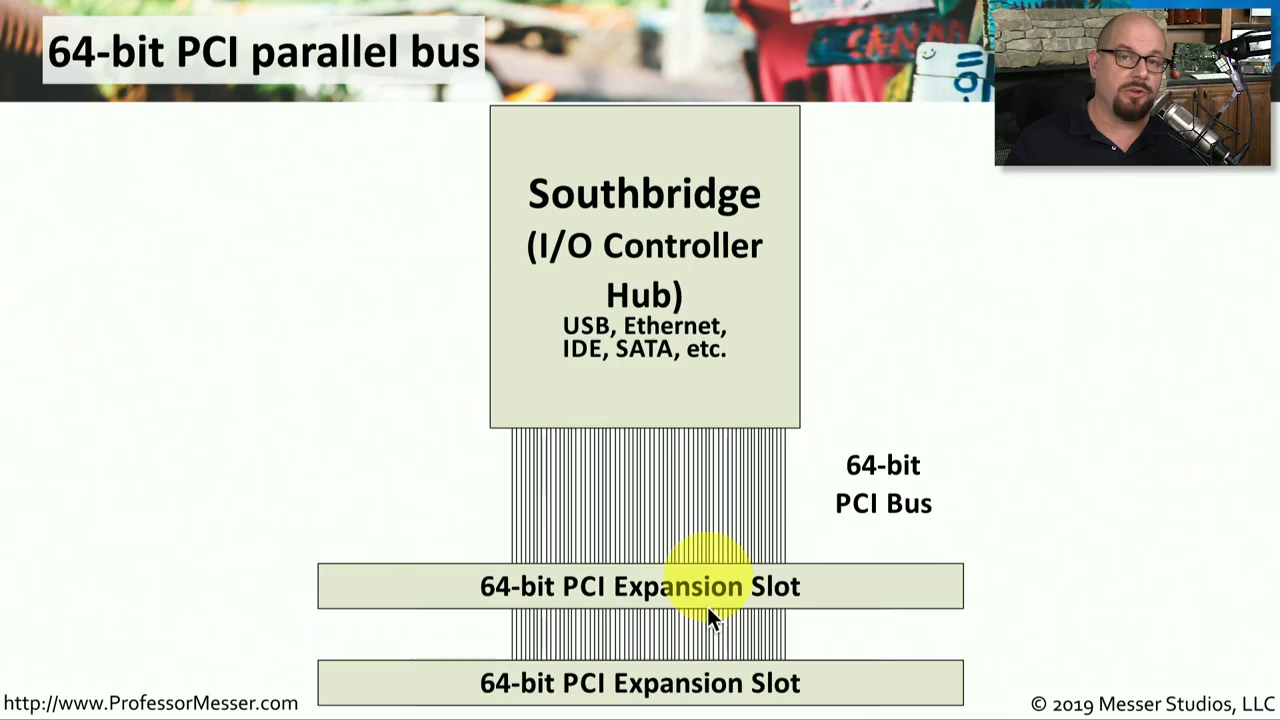 64-bit PCI parallel bus
CANADA
Southbridge
(I/O Controller
Hub)
USB, Ethernet,
IDE, SATA, etc.
64-bit
PCI Bus
64-bit PCI Expansion Slot
64-bit PCI Expansion Slot
http://www.ProfessorMesser.com
© 2019 Messer Studios, LLC